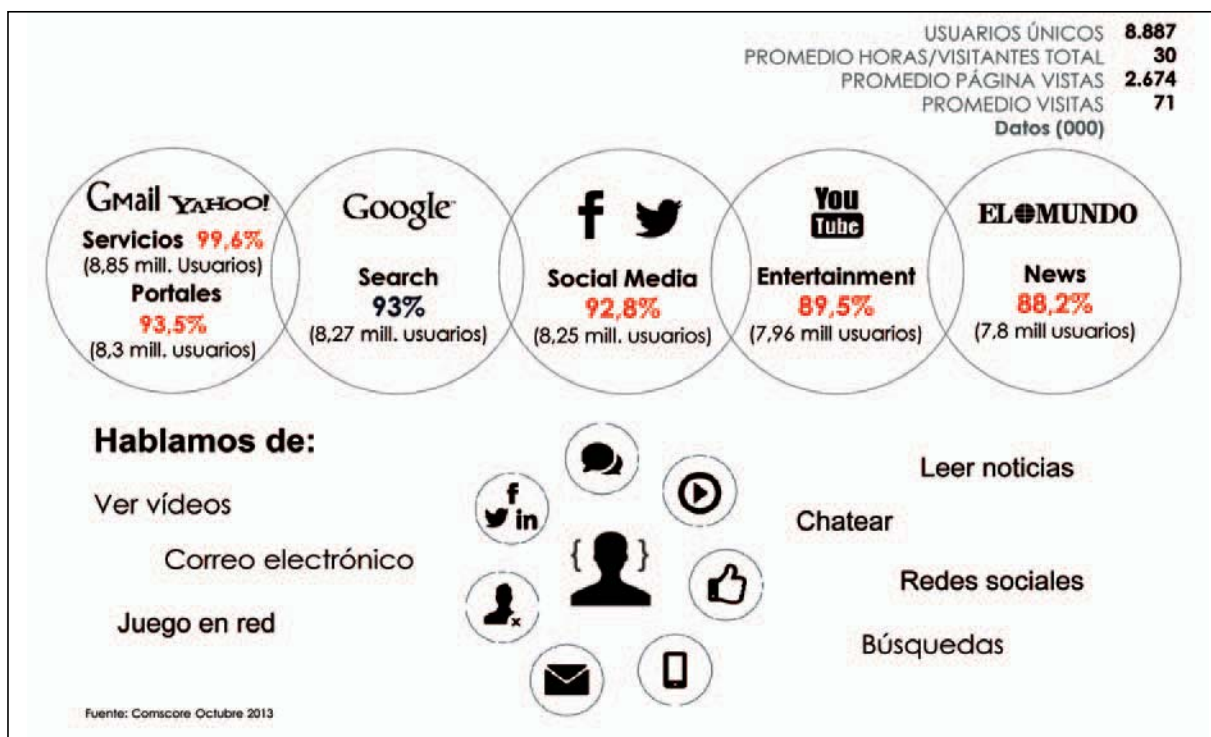 USUARIOS ÚNICOS 8.887
PROMEDIO HORAS/VISITANTES TOTAL 30
PROMEDIO PÁGINA VISTAS 2.674
PROMEDIO VISITAS 71
Datos (000)
GMail YAHOO!
Servicios 99,6%
(8,85 mill. Usuarios)
Portales
93,5%
(8,3 mill. usuarios)
Google
Search
93%
(8,27 mill. usuarios)
f
Social Media
92,8%
(8,25 mill. usuarios)
You
Tube
Entertainment
89,5%
(7,96 mill usuarios)
EL MUNDO
News
88,2%
(7,8 mill. usuarios)
Hablamos de:
Ver vídeos
Correo electrónico
Juego en red
f
in
{ }
Leer noticias
Chatear
Redes sociales
Búsquedas
Fuente: Comscore Octubre 2013